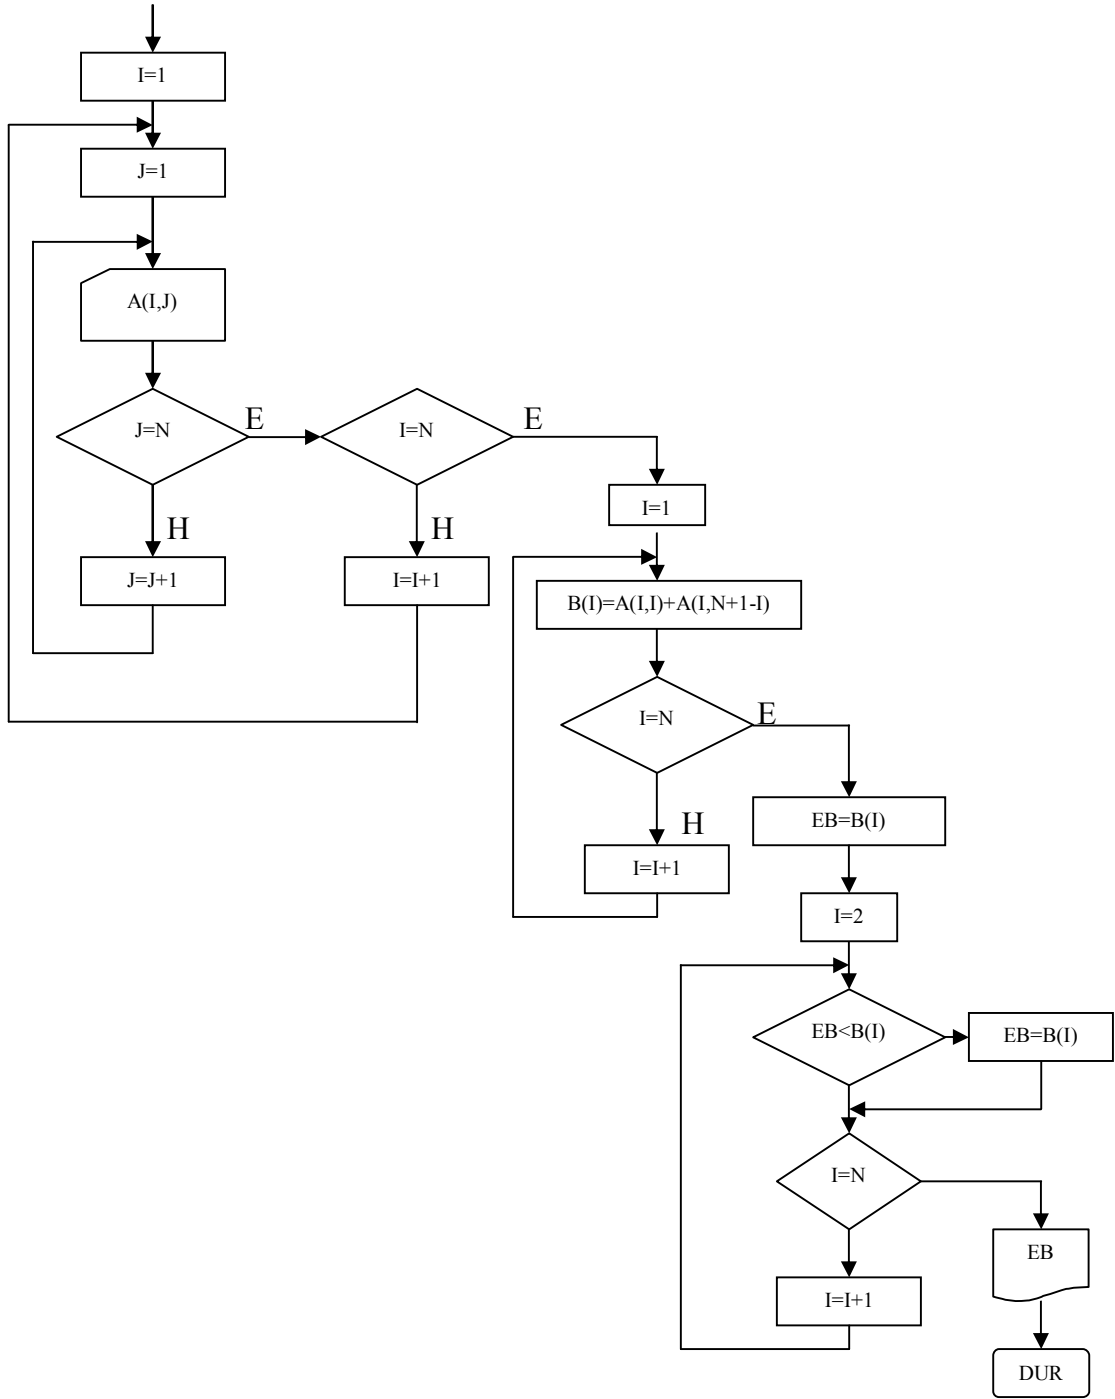 I=1
J=1
A(I,J)
J=N
E
I=N
E
H
H
J=J+1
I=I+1
I=1
B(I)=A(I,I)+A(I,N+1-I)
I=N
E
H
I=I+1
EB=B(I)
I=2
EB<B(I)
EB=B(I)
I=N
I=I+1
EB
DUR